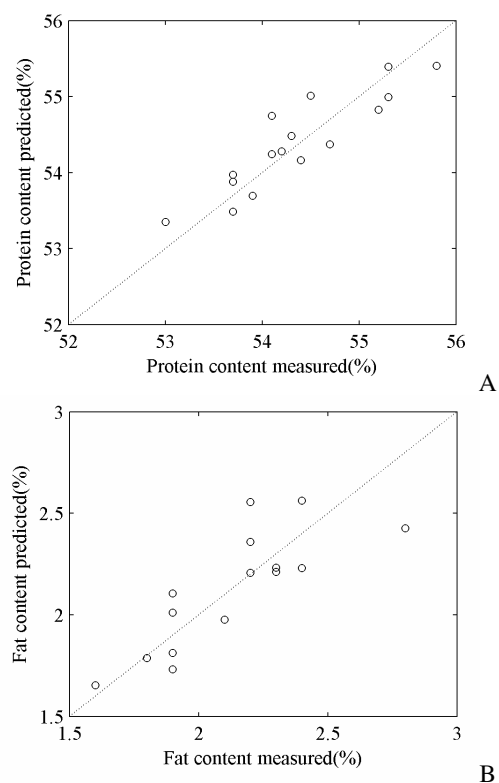 56
55
54
53
52
Protein content predicted(%)
52 53 54 55 56
Protein content measured(%)
A
3
2.5
2
1.5
Fat content predicted(%)
1.5 2 2.5 3
Fat content measured(%)
B